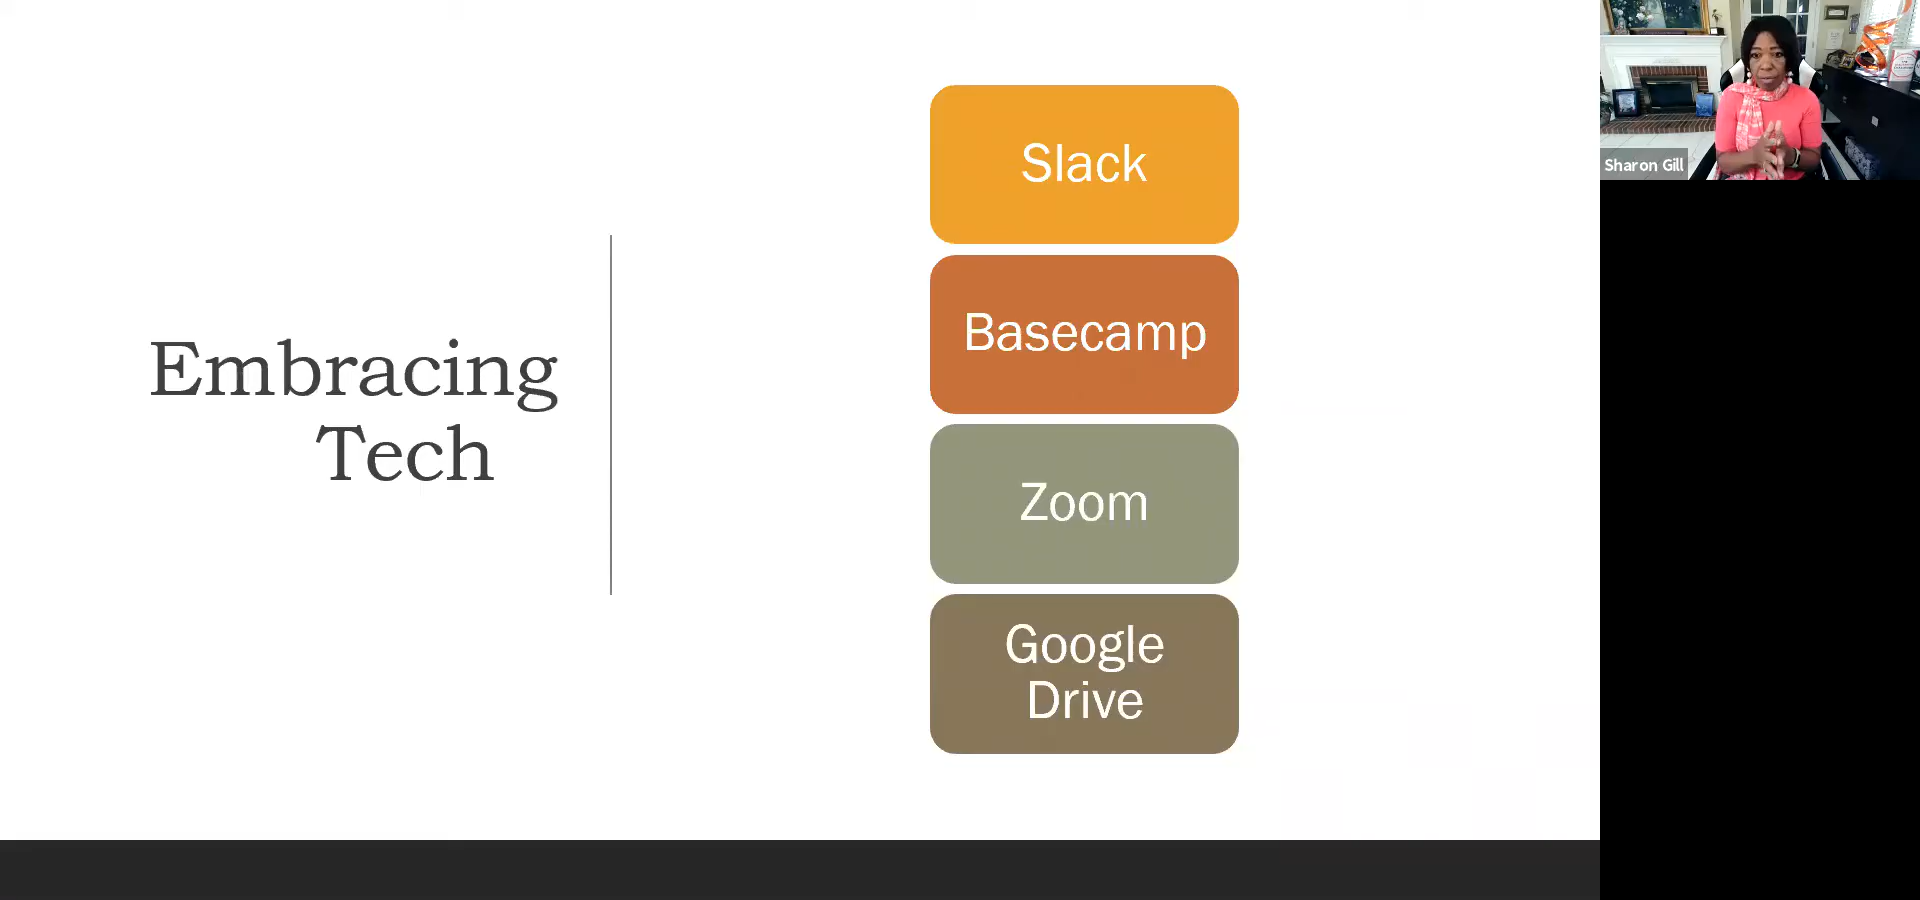 Embracing
Tech
Slack
Basecamp
Zoom
Google
Drive
Sharon Gill